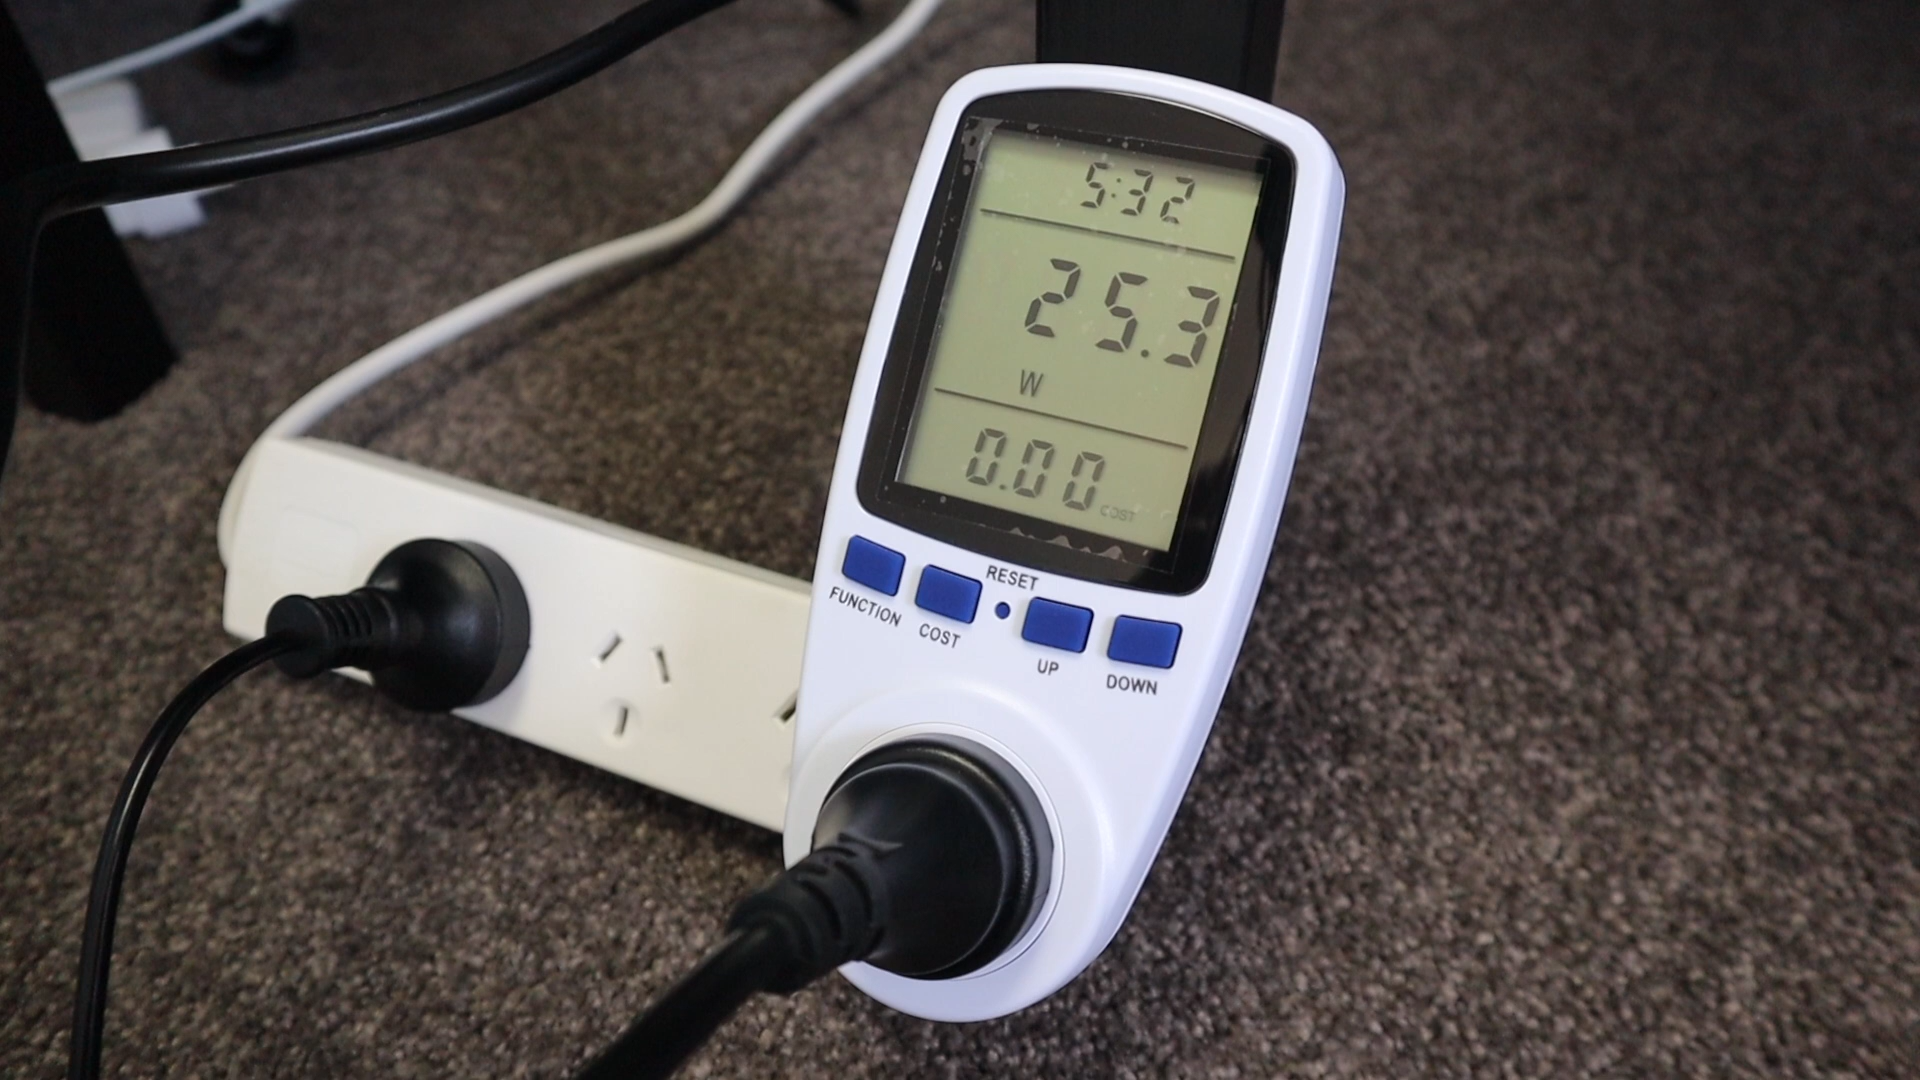 5:32
25.3
W
0.00 COST
RESET
FUNCTION COST UP DOWN